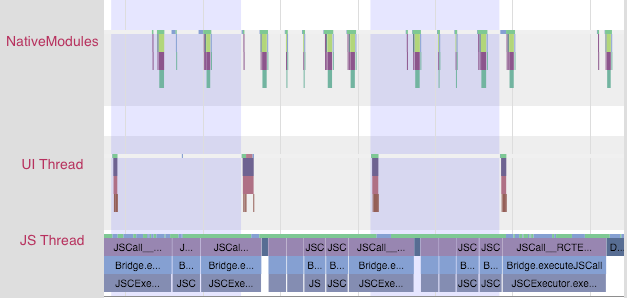 NativeModules
UI Thread
JS Thread
JSCall__... J... JSCal... JSC JSC JSCall__... JSC JSC JSCall__RCTE... D...
Bridge.e... B... Bridge.e... B... B... Bridge.e... B... B... Bridge.executeJSCall
JSCExe... JSC JSCExe... JS JSC JSCExe... JSC JSC JSCExecutor.exe...